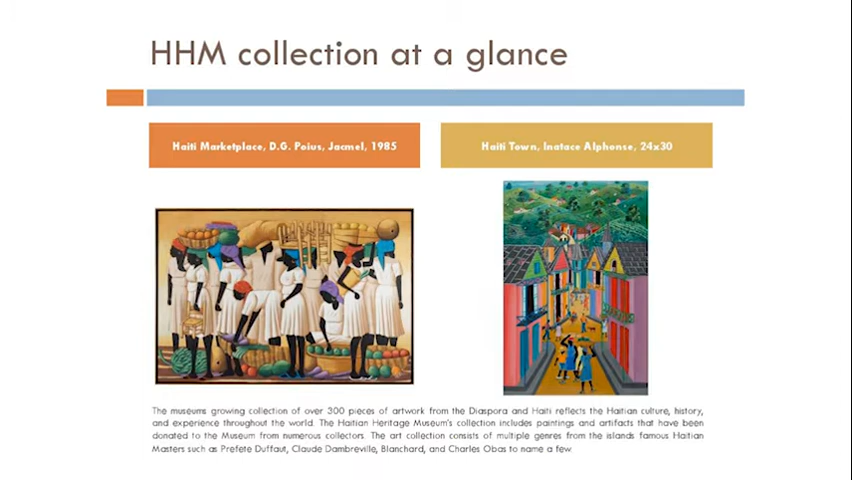 HHM collection at a glance
Haiti Marketplace, D.G. Poius, Jacmel, 1985
Haiti Town, Inatace Alphonse, 24x30
The museums growing collection of over 300 pieces of artwork from the Diaspora and Haiti reflects the Haitian culture, history,
and experience throughout the world. The Haitian Heritage Museum's collection includes paintings and artifacts that have been
donated to the Museum from numerous collectors. The art collection consists of multiple genres from the islands famous Haitian
Masters such as Prefete Duffaut, Claude Dambreville, Blanchard, and Charles Obas to name a few